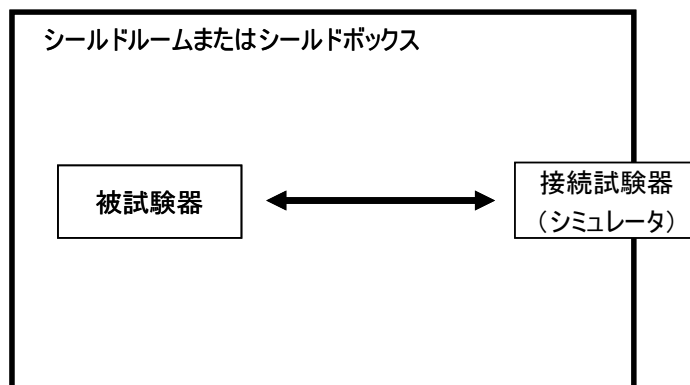 シールドルームまたはシールドボックス
被試験器
接続試験器
（シミュレータ）